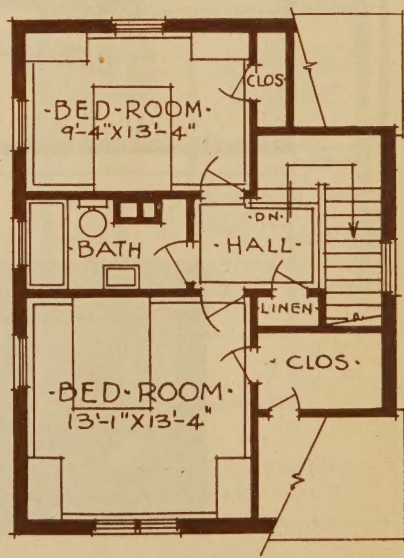 CLOS
·BED-ROOM·
9'-4"X13'-4"
DN.
BATH
·HALL·
LINEN
·CLOS·
·BED-ROOM·
13'-1"X13'-4"